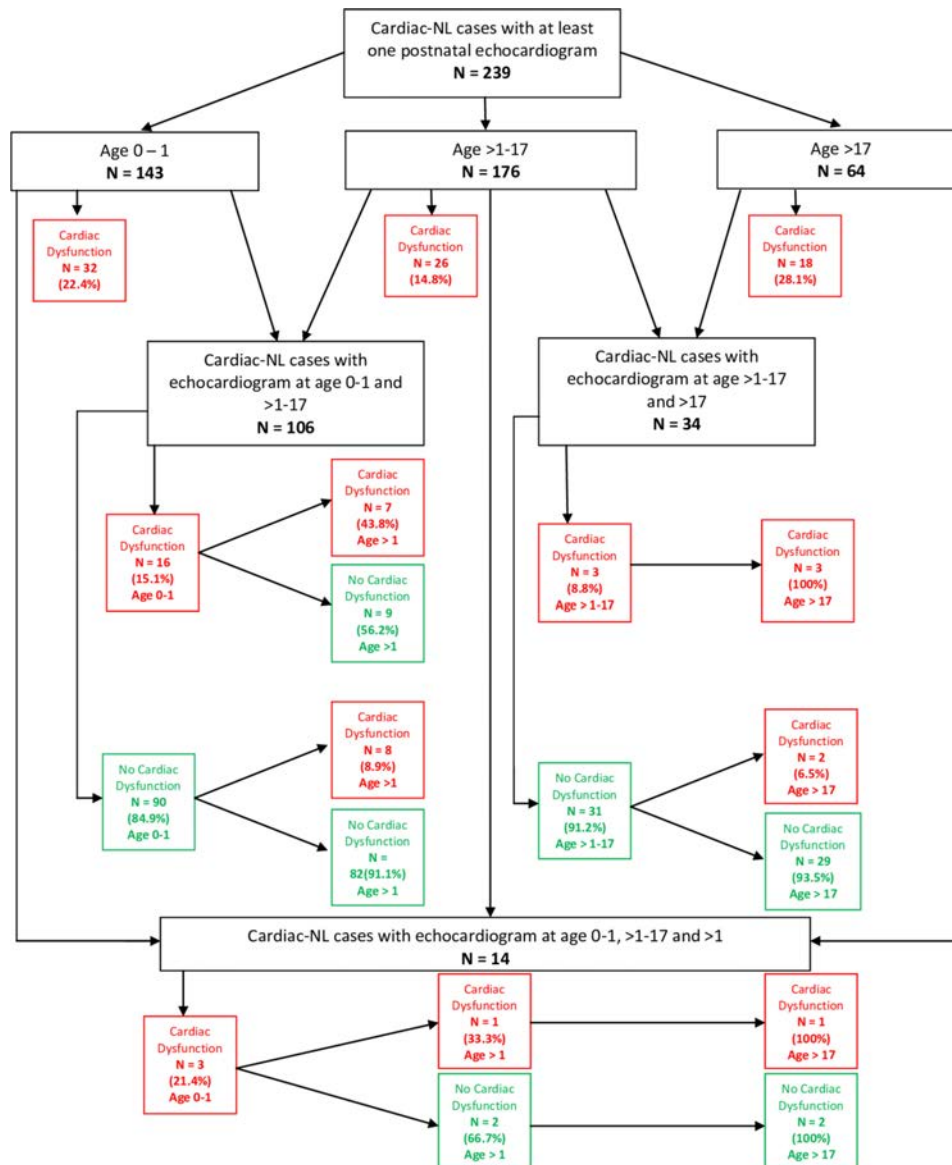 Cardiac-NL cases with at least
one postnatal echocardiogram
N = 239
Age 0 – 1
N = 143
Age >1-17
N = 176
Age >17
N = 64
Cardiac
Dysfunction
N = 32
(22.4%)
Cardiac
Dysfunction
N = 26
(14.8%)
Cardiac
Dysfunction
N = 18
(28.1%)
Cardiac-NL cases with
echocardiogram at age 0-1 and
>1-17
N = 106
Cardiac-NL cases with
echocardiogram at age >1-17
and >17
N = 34
Cardiac
Dysfunction
N = 16
(15.1%)
Age 0-1
Cardiac
Dysfunction
N = 7
(43.8%)
Age > 1
No Cardiac
Dysfunction
N = 9
(56.2%)
Age >1
Cardiac
Dysfunction
N = 3
(8.8%)
Age > 1-17
Cardiac
Dysfunction
N = 3
(100%)
Age > 17
No Cardiac
Dysfunction
N = 90
(84.9%)
Age 0-1
Cardiac
Dysfunction
N = 8
(8.9%)
Age >1
No Cardiac
Dysfunction
N =
82(91.1%)
Age > 1
No Cardiac
Dysfunction
N = 31
(91.2%)
Age > 1-17
Cardiac
Dysfunction
N = 2
(6.5%)
Age > 17
No Cardiac
Dysfunction
N = 29
(93.5%)
Age > 17
Cardiac-NL cases with echocardiogram at age 0-1, >1-17 and >1
N = 14
Cardiac
Dysfunction
N = 3
(21.4%)
Age 0-1
Cardiac
Dysfunction
N = 1
(33.3%)
Age > 1
Cardiac
Dysfunction
N = 1
(100%)
Age > 17
No Cardiac
Dysfunction
N = 2
(66.7%)
Age > 1
No Cardiac
Dysfunction
N = 2
(100%)
Age > 17